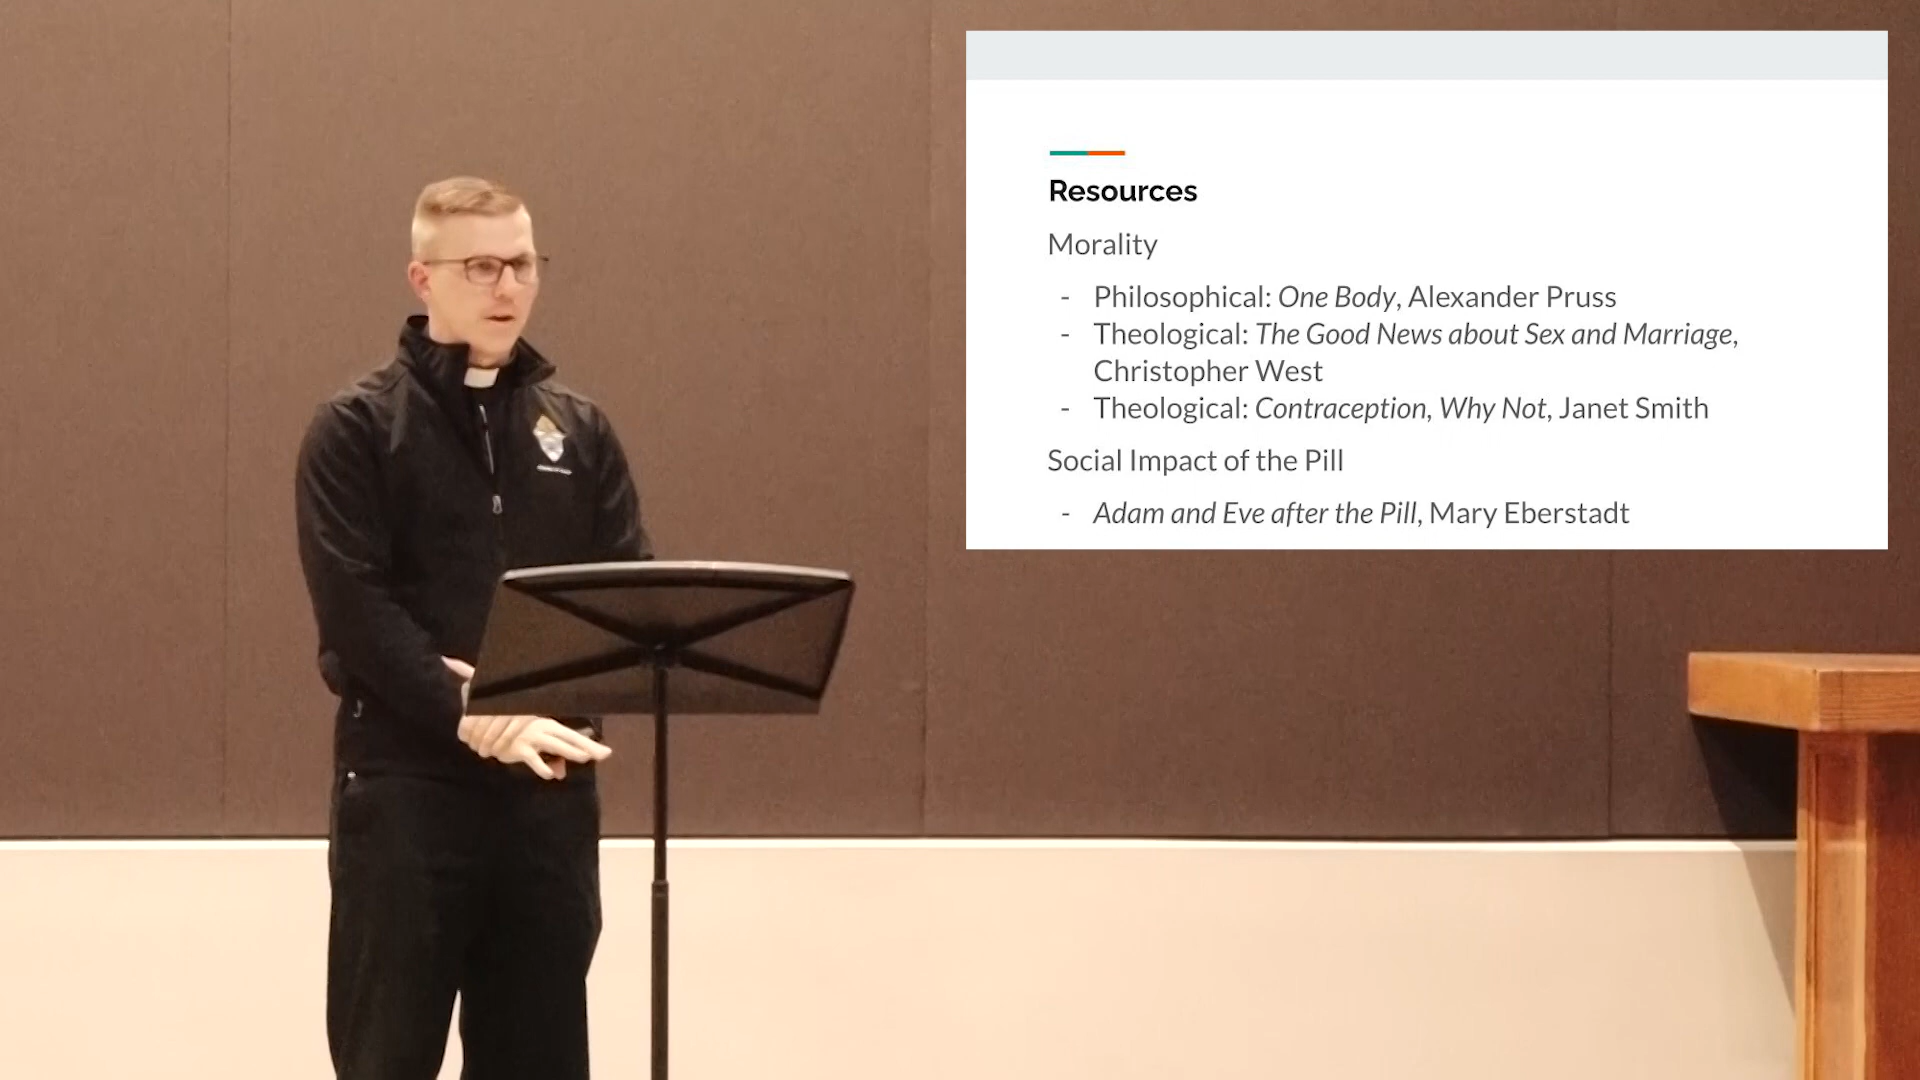 Resources
Morality
- Philosophical: One Body, Alexander Pruss
- Theological: The Good News about Sex and Marriage,
Christopher West
- Theological: Contraception, Why Not, Janet Smith
Social Impact of the Pill
- Adam and Eve after the Pill, Mary Eberstadt